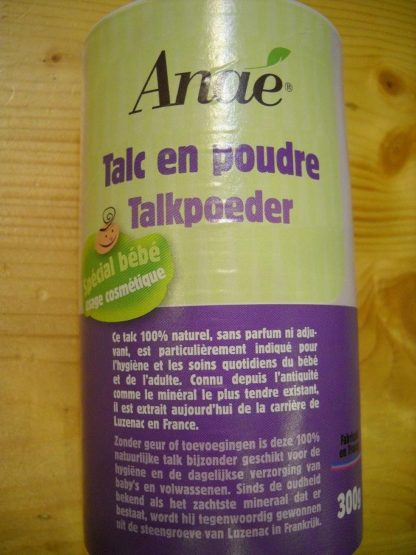 Anaé®
Talc en poudre
Talkpoeder
Spécial bébé
usage cosmétique
Ce talc 100% naturel, sans parfum ni adju-
vant, est particulièrement indiqué pour
l'hygiène et les soins quotidiens du bébé
et de l'adulte. Connu depuis l'antiquité
comme le minéral le plus tendre existant,
il est extrait aujourd'hui de la carrière de
Luzenac en France.
Zonder geur of toevoegingen is deze 100%
natuurlijke talk bijzonder geschikt voor de
hygiëne en de dagelijkse verzorging van
baby's en volwassenen. Sinds de oudheid
bekend als het zachtste mineraal dat er
bestaat, wordt hij tegenwoordig gewonnen
uit de steengroeve van Luzenac in Frankrijk.
en
300g